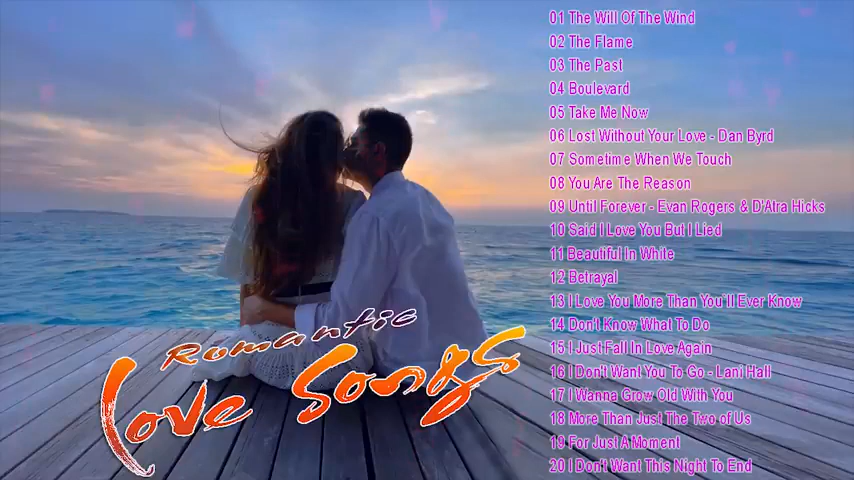 01 The Will Of The Wind
02 The Flame
03 The Past
04 Boulevard
05 Take Me Now
06 Lost Without Your Love - Dan Byrd
07 Sometime When We Touch
08 You Are The Reason
09 Until Forever - Evan Rogers & D'Atra Hicks
10 Said I Love You But I Lied
11 Beautiful In White
12 Betrayal
13 I Love You More Than You'll Ever Know
14 Don't Know What To Do
15 I Just Fall In Love Again
16 I Don't Want You To Go - Lani Hall
17 I Wanna Grow Old With You
18 More Than Just The Two of Us
19 For Just A Moment
20 I Don't Want This Night To End
Romantic
Love Songs